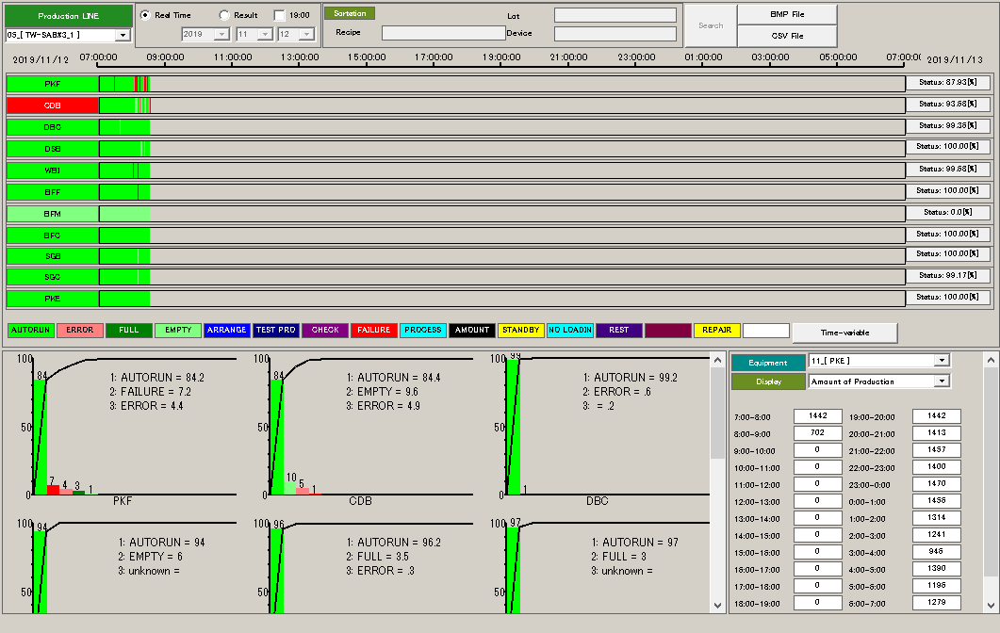 Production LINE
05_[ TW-SAB#3_1 ]
Real Time Result 19:00
2019 11 12
Sortation
Recipe
Lot
Device
Search
BMP File
CSV File
2019/11/12 07:00:00 09:00:00 11:00:00 13:00:00 15:00:00 17:00:00 19:00:00 21:00:00 23:00:00 01:00:00 03:00:00 05:00:00 07:00:00 2019/11/13
PKF Status: 87.93[%]
CDB Status: 93.58[%]
DBC Status: 99.35[%]
DSB Status: 100.00[%]
WBI Status: 99.58[%]
BFF Status: 100.00[%]
BFM Status: 0.0[%]
BFC Status: 100.00[%]
SGB Status: 100.00[%]
SGC Status: 99.17[%]
PKE Status: 100.00[%]
AUTORUN ERROR FULL EMPTY ARRANGE TEST PRO CHECK FAILURE PROCESS AMOUNT STANDBY NO LOADIN REST REPAIR
Time-variable
100
84
50
0
7 4 3 1
1: AUTORUN = 84.2
2: FAILURE = 7.2
3: ERROR = 4.4
PKF
100
84
50
0
10 5 1
1: AUTORUN = 84.4
2: EMPTY = 9.6
3: ERROR = 4.9
CDB
100
99
50
0
1
1: AUTORUN = 99.2
2: ERROR = .6
3: = .2
DBC
100
94
50
1: AUTORUN = 94
2: EMPTY = 6
3: unknown =
100
96
50
1: AUTORUN = 96.2
2: FULL = 3.5
3: ERROR = .3
100
97
50
1: AUTORUN = 97
2: FULL = 3
3: unknown =
Equipment 11_[ PKE ]
Display Amount of Production
7:00-8:00 1442 19:00-20:00 1442
8:00-9:00 702 20:00-21:00 1413
9:00-10:00 0 21:00-22:00 1457
10:00-11:00 0 22:00-23:00 1400
11:00-12:00 0 23:00-0:00 1470
12:00-13:00 0 0:00-1:00 1455
13:00-14:00 0 1:00-2:00 1314
14:00-15:00 0 2:00-3:00 1241
15:00-16:00 0 3:00-4:00 945
16:00-17:00 0 4:00-5:00 1390
17:00-18:00 0 5:00-6:00 1195
18:00-19:00 0 6:00-7:00 1279